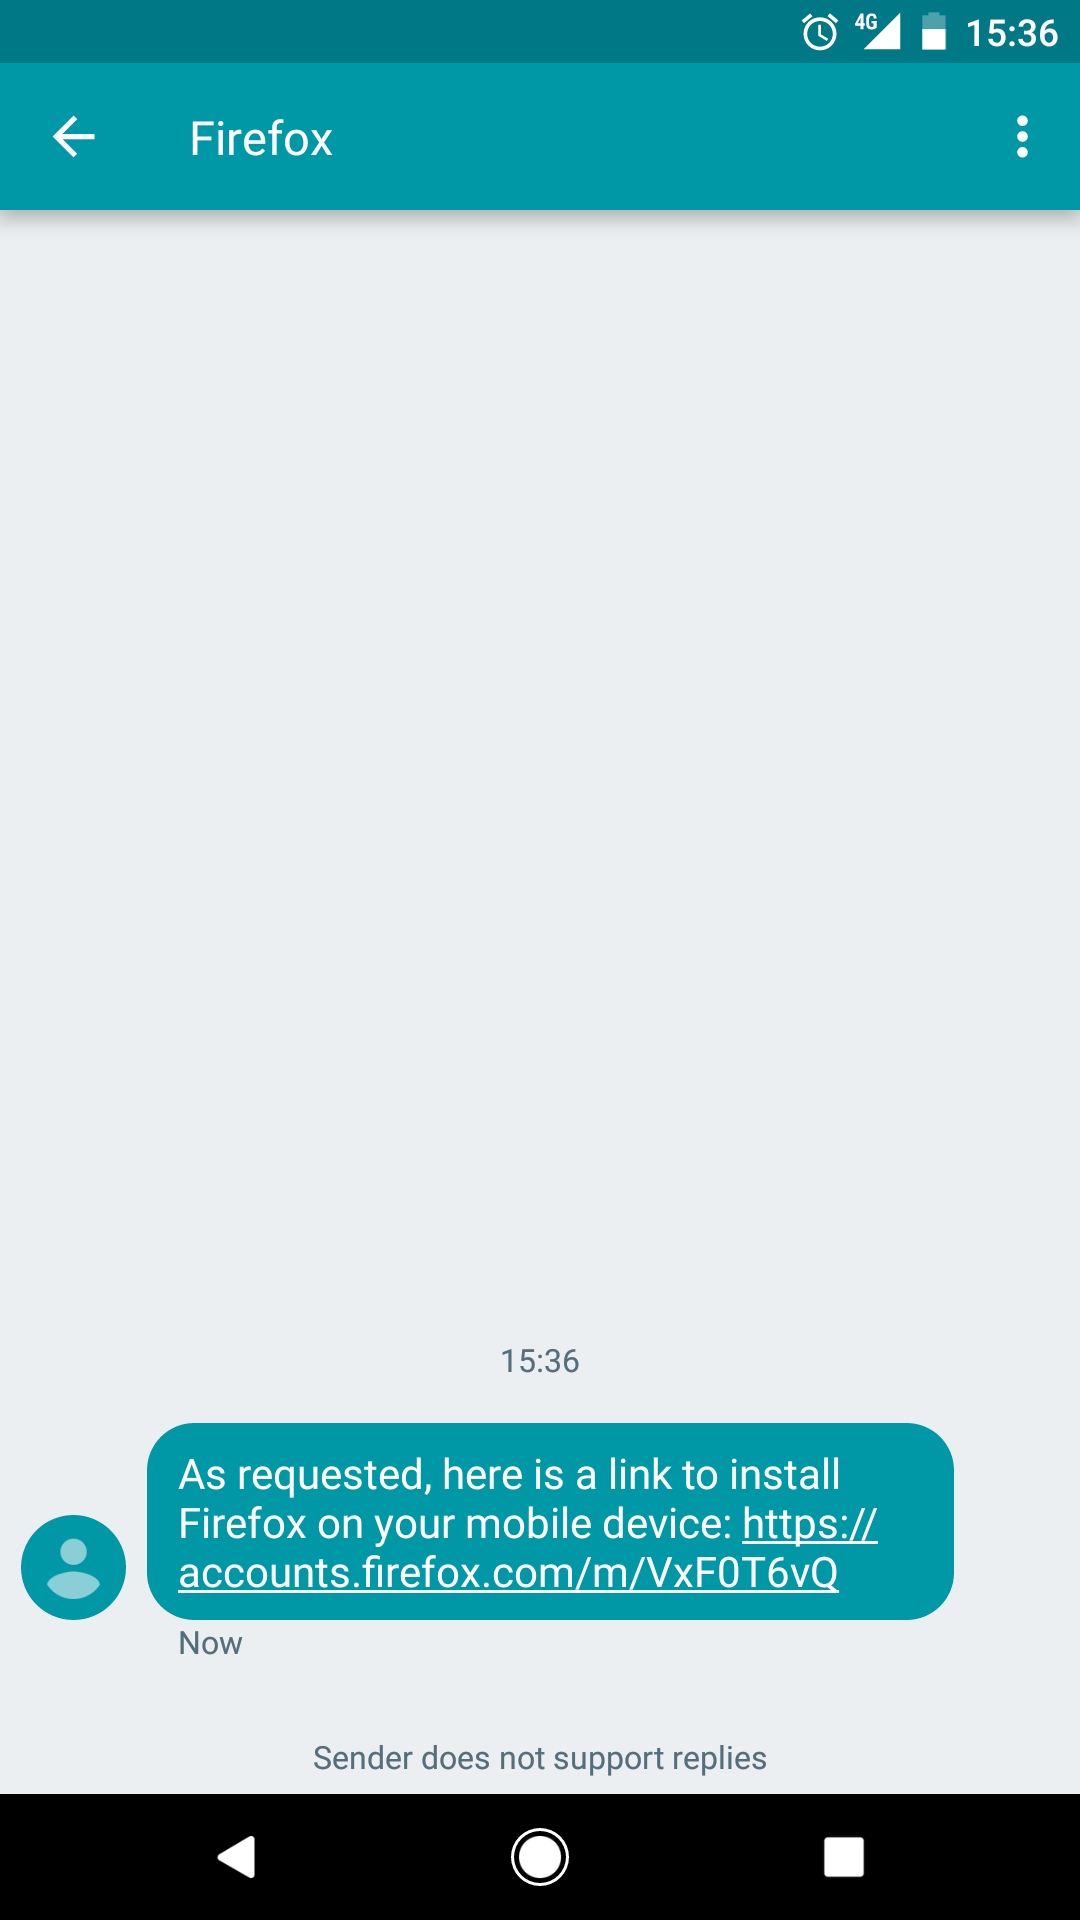 4G 15:36
Firefox
15:36
As requested, here is a link to install
Firefox on your mobile device: https://
accounts.firefox.com/m/VxF0T6vQ
Now
Sender does not support replies